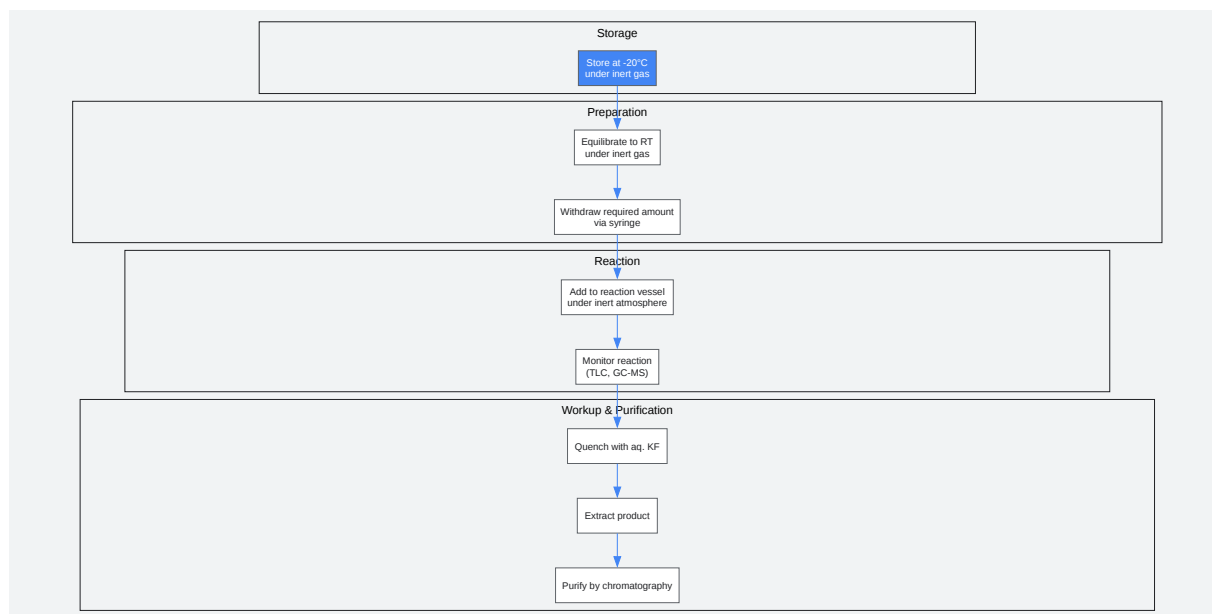 Storage
Store at -20°C
under inert gas
Preparation
Equilibrate to RT
under inert gas
Withdraw required amount
via syringe
Reaction
Add to reaction vessel
under inert atmosphere
Monitor reaction
(TLC, GC-MS)
Workup & Purification
Quench with aq. KF
Extract product
Purify by chromatography